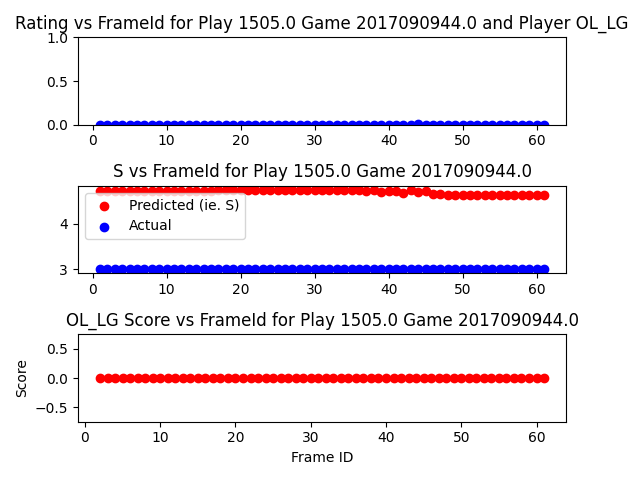 Rating vs FrameId for Play 1505.0 Game 2017090944.0 and Player OL_LG
1.0
0.5
0.0
0 10 20 30 40 50 60
S vs FrameId for Play 1505.0 Game 2017090944.0
Predicted (ie. S)
4
Actual
3
0 10 20 30 40 50 60
OL_LG Score vs FrameId for Play 1505.0 Game 2017090944.0
0.5
Score
0.0
−0.5
0 10 20 30 40 50 60
Frame ID